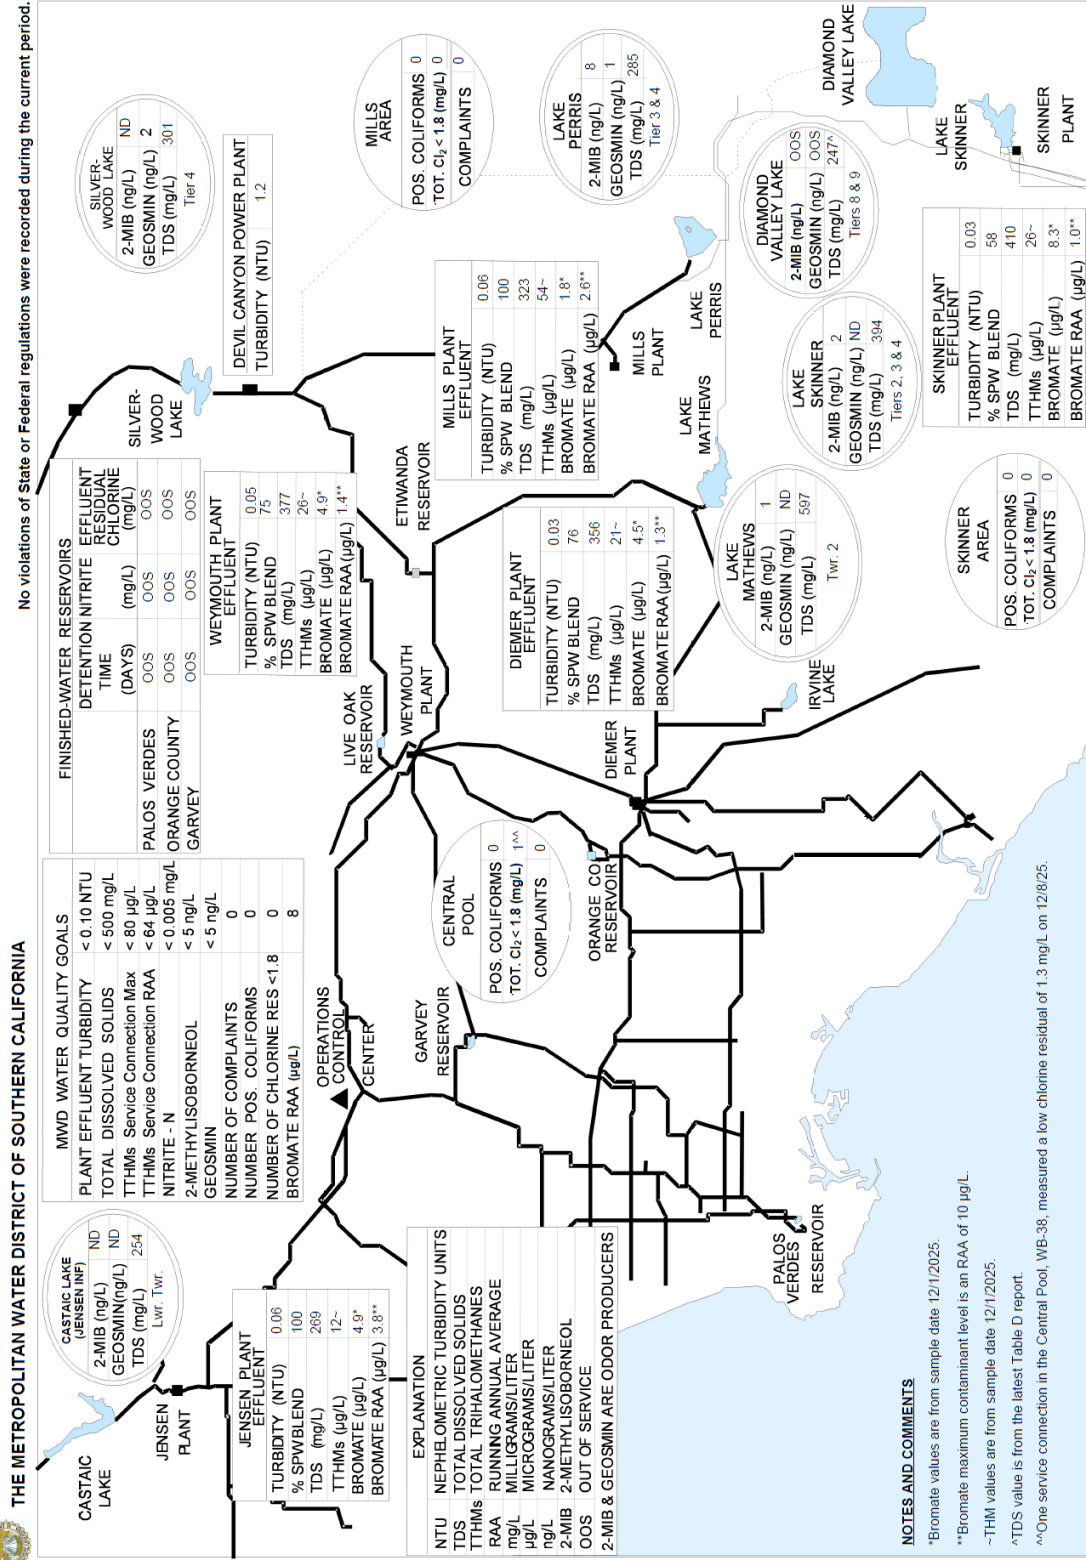 THE METROPOLITAN WATER DISTRICT OF SOUTHERN CALIFORNIA
No violations of State or Federal regulations were recorded during the current period.
CASTAIC LAKE
(JENSEN INF)
2-MIB (ng/L) ND
GEOSMIN(ng/L) ND
TDS (mg/L) 254
Lwr. Twr.
MWD WATER QUALITY GOALS
PLANT EFFLUENT TURBIDITY < 0.10 NTU
TOTAL DISSOLVED SOLIDS < 500 mg/L
TTHMs Service Connection Max < 80 µg/L
TTHMs Service Connection RAA < 64 µg/L
NITRITE - N < 0.005 mg/L
2-METHYLISOBORNEOL < 5 ng/L
GEOSMIN < 5 ng/L
NUMBER OF COMPLAINTS 0
NUMBER POS. COLIFORMS 0
NUMBER OF CHLORINE RES <1.8 0
BROMATE RAA (µg/L) 8
FINISHED-WATER RESERVOIRS
DETENTION TIME (DAYS) NITRITE (mg/L) EFFLUENT RESIDUAL CHLORINE (mg/L)
PALOS VERDES OOS OOS OOS
ORANGE COUNTY OOS OOS OOS
GARVEY OOS OOS OOS
SILVER-
WOOD LAKE
2-MIB (ng/L) ND
GEOSMIN (ng/L) 2
TDS (mg/L) 301
Tier 4
DEVIL CANYON POWER PLANT
TURBIDITY (NTU) 1.2
CASTAIC
LAKE
JENSEN
PLANT
JENSEN PLANT
EFFLUENT
TURBIDITY (NTU) 0.06
% SPW BLEND 100
TDS (mg/L) 269
TTHMs (µg/L) 12~
BROMATE (µg/L) 4.9*
BROMATE RAA (µg/L) 3.8**
OPERATIONS
CONTROL
CENTER
SILVER-
WOOD
LAKE
WEYMOUTH PLANT
EFFLUENT
TURBIDITY (NTU) 0.05
% SPW BLEND 75
TDS (mg/L) 377
TTHMs (µg/L) 26~
BROMATE (µg/L) 4.9*
BROMATE RAA (µg/L) 1.4**
LIVE OAK
RESERVOIR
WEYMOUTH
PLANT
ETIWANDA
RESERVOIR
MILLS
AREA
POS. COLIFORMS 0
TOT. Cl₂ < 1.8 (mg/L) 0
COMPLAINTS 0
MILLS PLANT
EFFLUENT
TURBIDITY (NTU) 0.06
% SPW BLEND 100
TDS (mg/L) 323
TTHMs (µg/L) 54~
BROMATE (µg/L) 1.8*
BROMATE RAA (µg/L) 2.6**
EXPLANATION
NTU NEPHELOMETRIC TURBIDITY UNITS
TDS TOTAL DISSOLVED SOLIDS
TTHMs TOTAL TRIHALOMETHANES
RAA RUNNING ANNUAL AVERAGE
mg/L MILLIGRAMS/LITER
µg/L MICROGRAMS/LITER
ng/L NANOGRAMS/LITER
2-MIB 2-METHYLISOBORNEOL
OOS OUT OF SERVICE
2-MIB & GEOSMIN ARE ODOR PRODUCERS
GARVEY
RESERVOIR
CENTRAL
POOL
POS. COLIFORMS 0
TOT. Cl₂ < 1.8 (mg/L) 1^^
COMPLAINTS 0
DIEMER PLANT
EFFLUENT
TURBIDITY (NTU) 0.03
% SPW BLEND 76
TDS (mg/L) 356
TTHMs (µg/L) 21~
BROMATE (µg/L) 4.5*
BROMATE RAA (µg/L) 1.3**
LAKE
PERRIS
2-MIB (ng/L) 8
GEOSMIN (ng/L) 1
TDS (mg/L) 285
Tier 3 & 4
MILLS
PLANT
LAKE
PERRIS
LAKE
MATHEWS
ORANGE CO
RESERVOIR
DIEMER
PLANT
LAKE
MATHEWS
2-MIB (ng/L) 1
GEOSMIN (ng/L) ND
TDS (mg/L) 597
Twr. 2
DIAMOND
VALLEY LAKE
2-MIB (ng/L) OOS
GEOSMIN (ng/L) OOS
TDS (mg/L) 247^
Tiers 8 & 9
LAKE
SKINNER
2-MIB (ng/L) 2
GEOSMIN (ng/L) ND
TDS (mg/L) 394
Tiers 2, 3 & 4
DIAMOND
VALLEY LAKE
PALOS
VERDES
RESERVOIR
IRVINE
LAKE
LAKE
SKINNER
SKINNER
PLANT
SKINNER
AREA
POS. COLIFORMS 0
TOT. Cl₂ < 1.8 (mg/L) 0
COMPLAINTS 0
SKINNER PLANT
EFFLUENT
TURBIDITY (NTU) 0.03
% SPW BLEND 58
TDS (mg/L) 410
TTHMs (µg/L) 26~
BROMATE (µg/L) 8.3*
BROMATE RAA (µg/L) 1.0**
NOTES AND COMMENTS
*Bromate values are from sample date 12/1/2025.
**Bromate maximum contaminant level is an RAA of 10 µg/L.
~THM values are from sample date 12/1/2025.
^TDS value is from the latest Table D report.
^^One service connection in the Central Pool, WB-38, measured a low chlorine residual of 1.3 mg/L on 12/8/25.